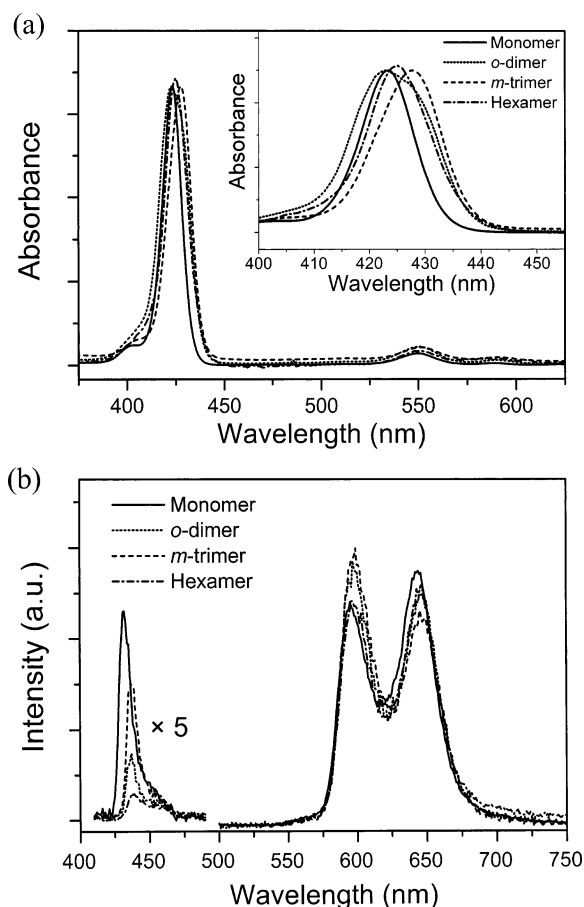 (a)
Absorbance
Monomer
o-dimer
m-trimer
Hexamer
Absorbance
400 410 420 430 440 450
Wavelength (nm)
400 450 500 550 600
Wavelength (nm)
(b)
Intensity (a.u.)
Monomer
o-dimer
m-trimer
Hexamer
× 5
400 450 500 550 600 650 700 750
Wavelength (nm)